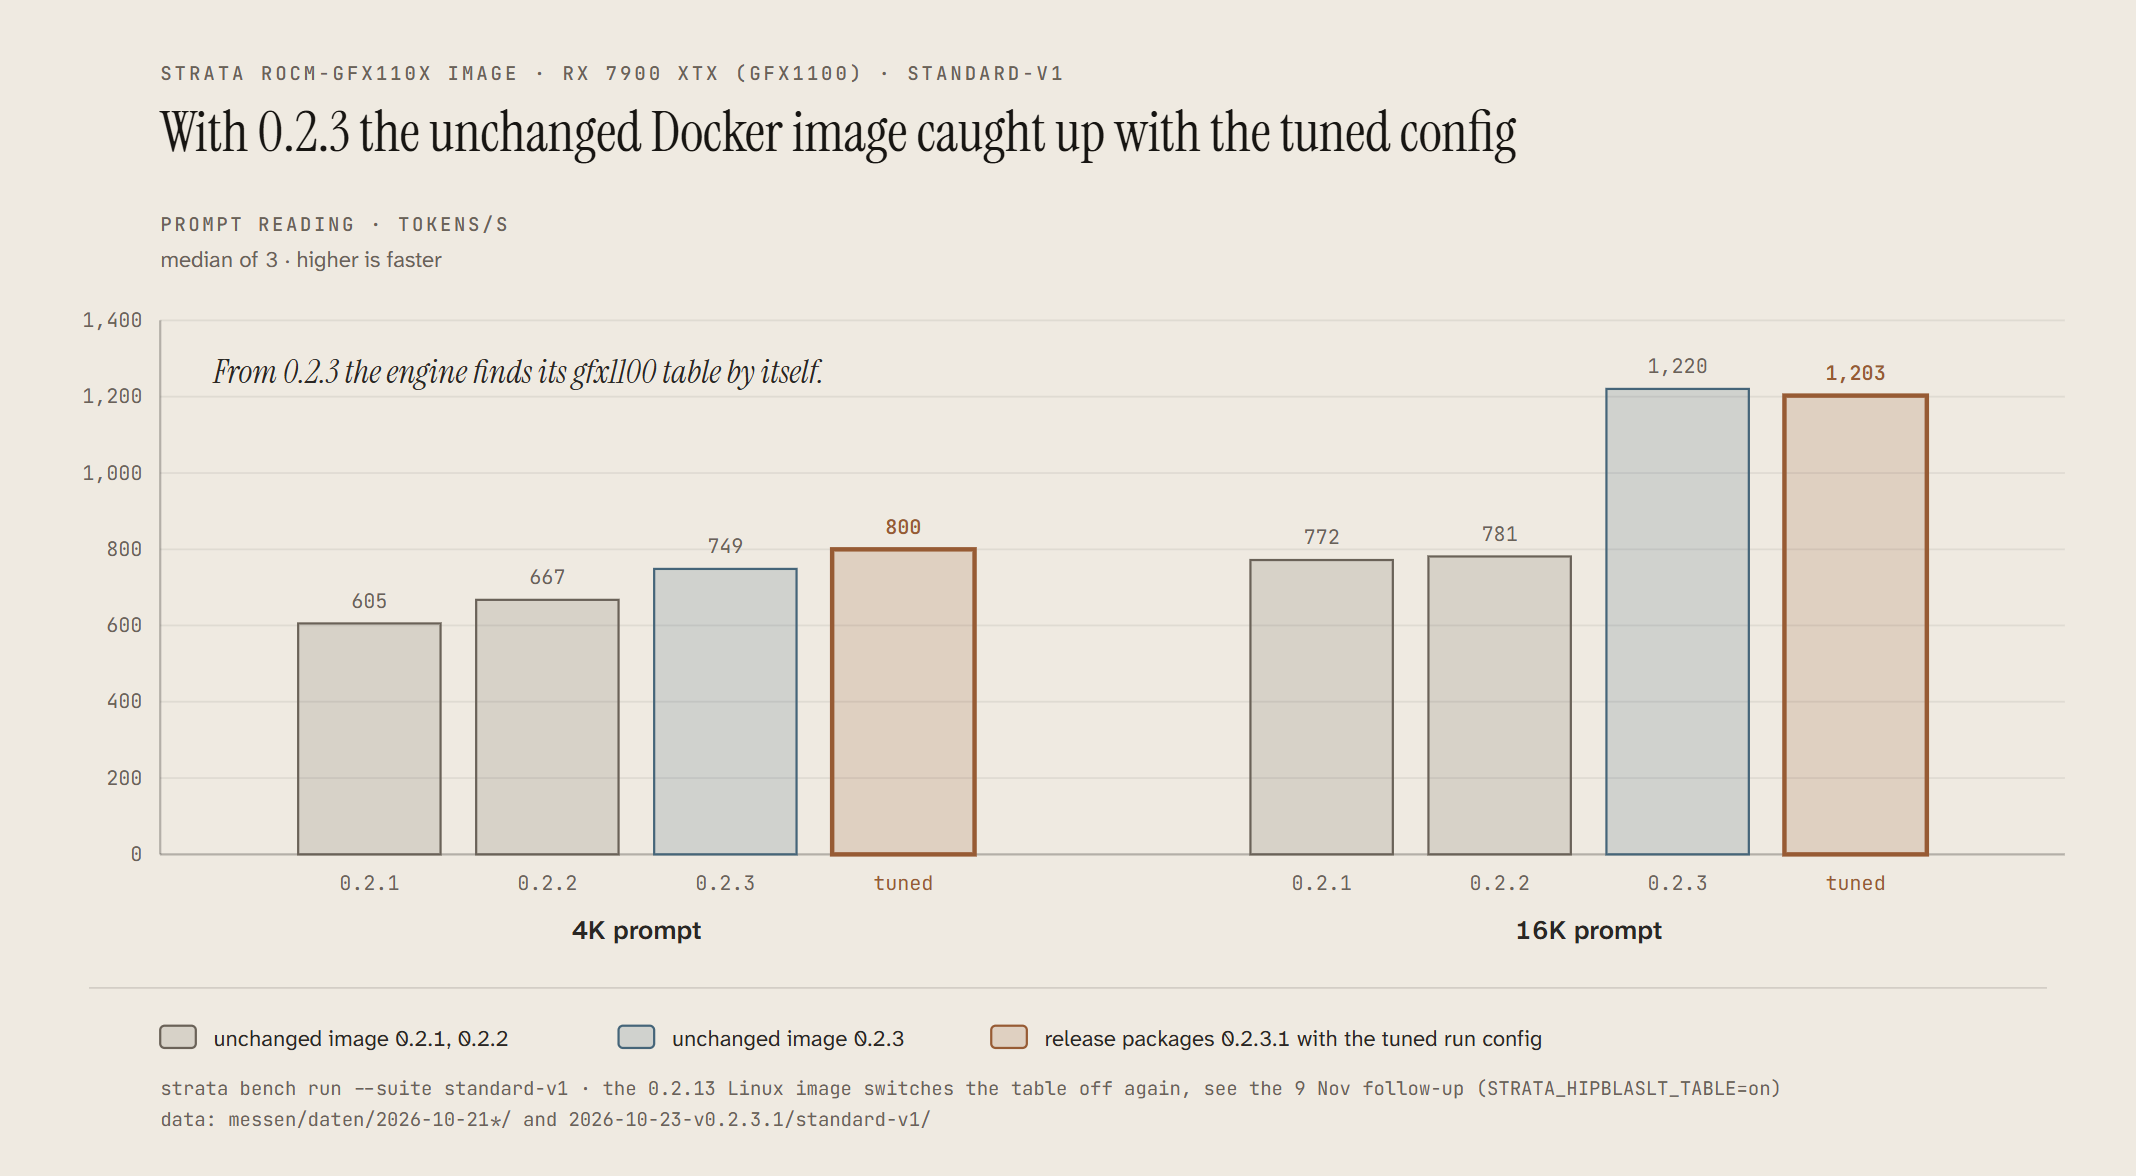 STRATA ROCM-GFX110X IMAGE · RX 7900 XTX (GFX1100) · STANDARD-V1
With 0.2.3 the unchanged Docker image caught up with the tuned config
PROMPT READING · TOKENS/S
median of 3 · higher is faster
1,400
From 0.2.3 the engine finds its gfx1100 table by itself.
1,200
1,000
800
600
400
200
0
605
667
749
800
772
781
1,220
1,203
0.2.1
0.2.2
0.2.3
tuned
0.2.1
0.2.2
0.2.3
tuned
4K prompt
16K prompt
unchanged image 0.2.1, 0.2.2
unchanged image 0.2.3
release packages 0.2.3.1 with the tuned run config
strata bench run --suite standard-v1 · the 0.2.13 Linux image switches the table off again, see the 9 Nov follow-up (STRATA_HIPBLASLT_TABLE=on)
data: messen/daten/2026-10-21*/ and 2026-10-23-v0.2.3.1/standard-v1/